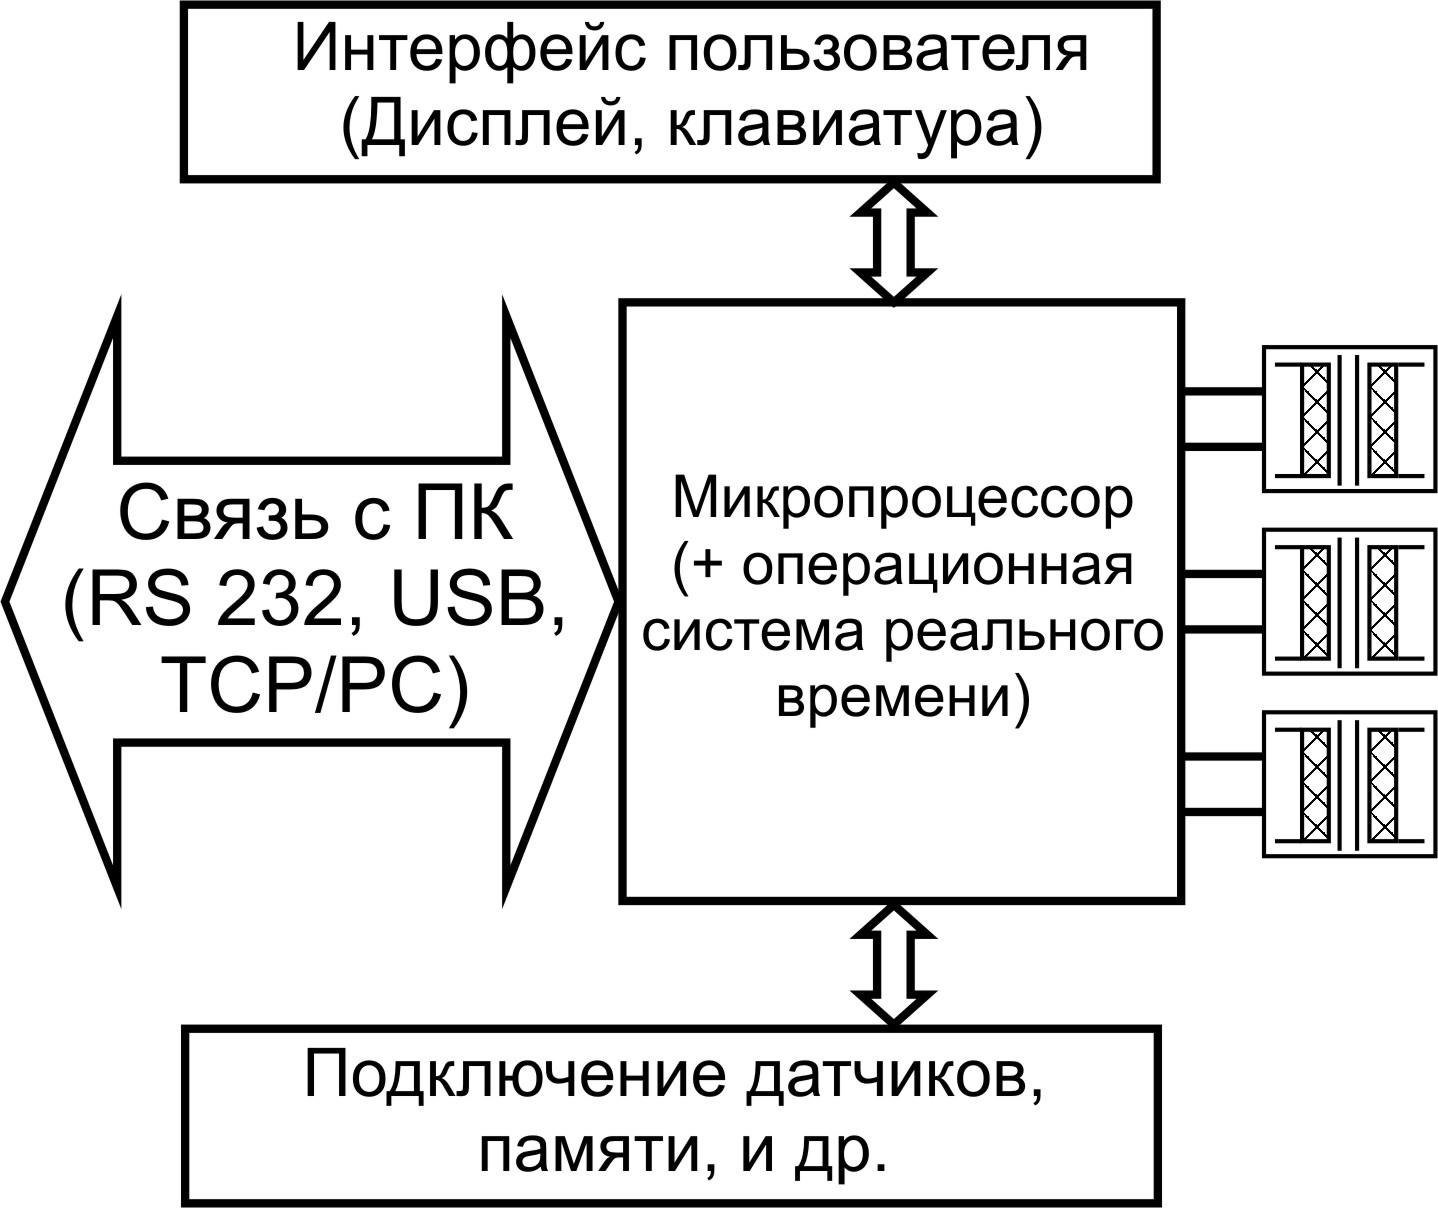 Интерфейс пользователя
(Дисплей, клавиатура)
Связь с ПК
(RS 232, USB,
TCP/PC)
Микропроцессор
(+ операционная
система реального
времени)
Подключение датчиков,
памяти, и др.